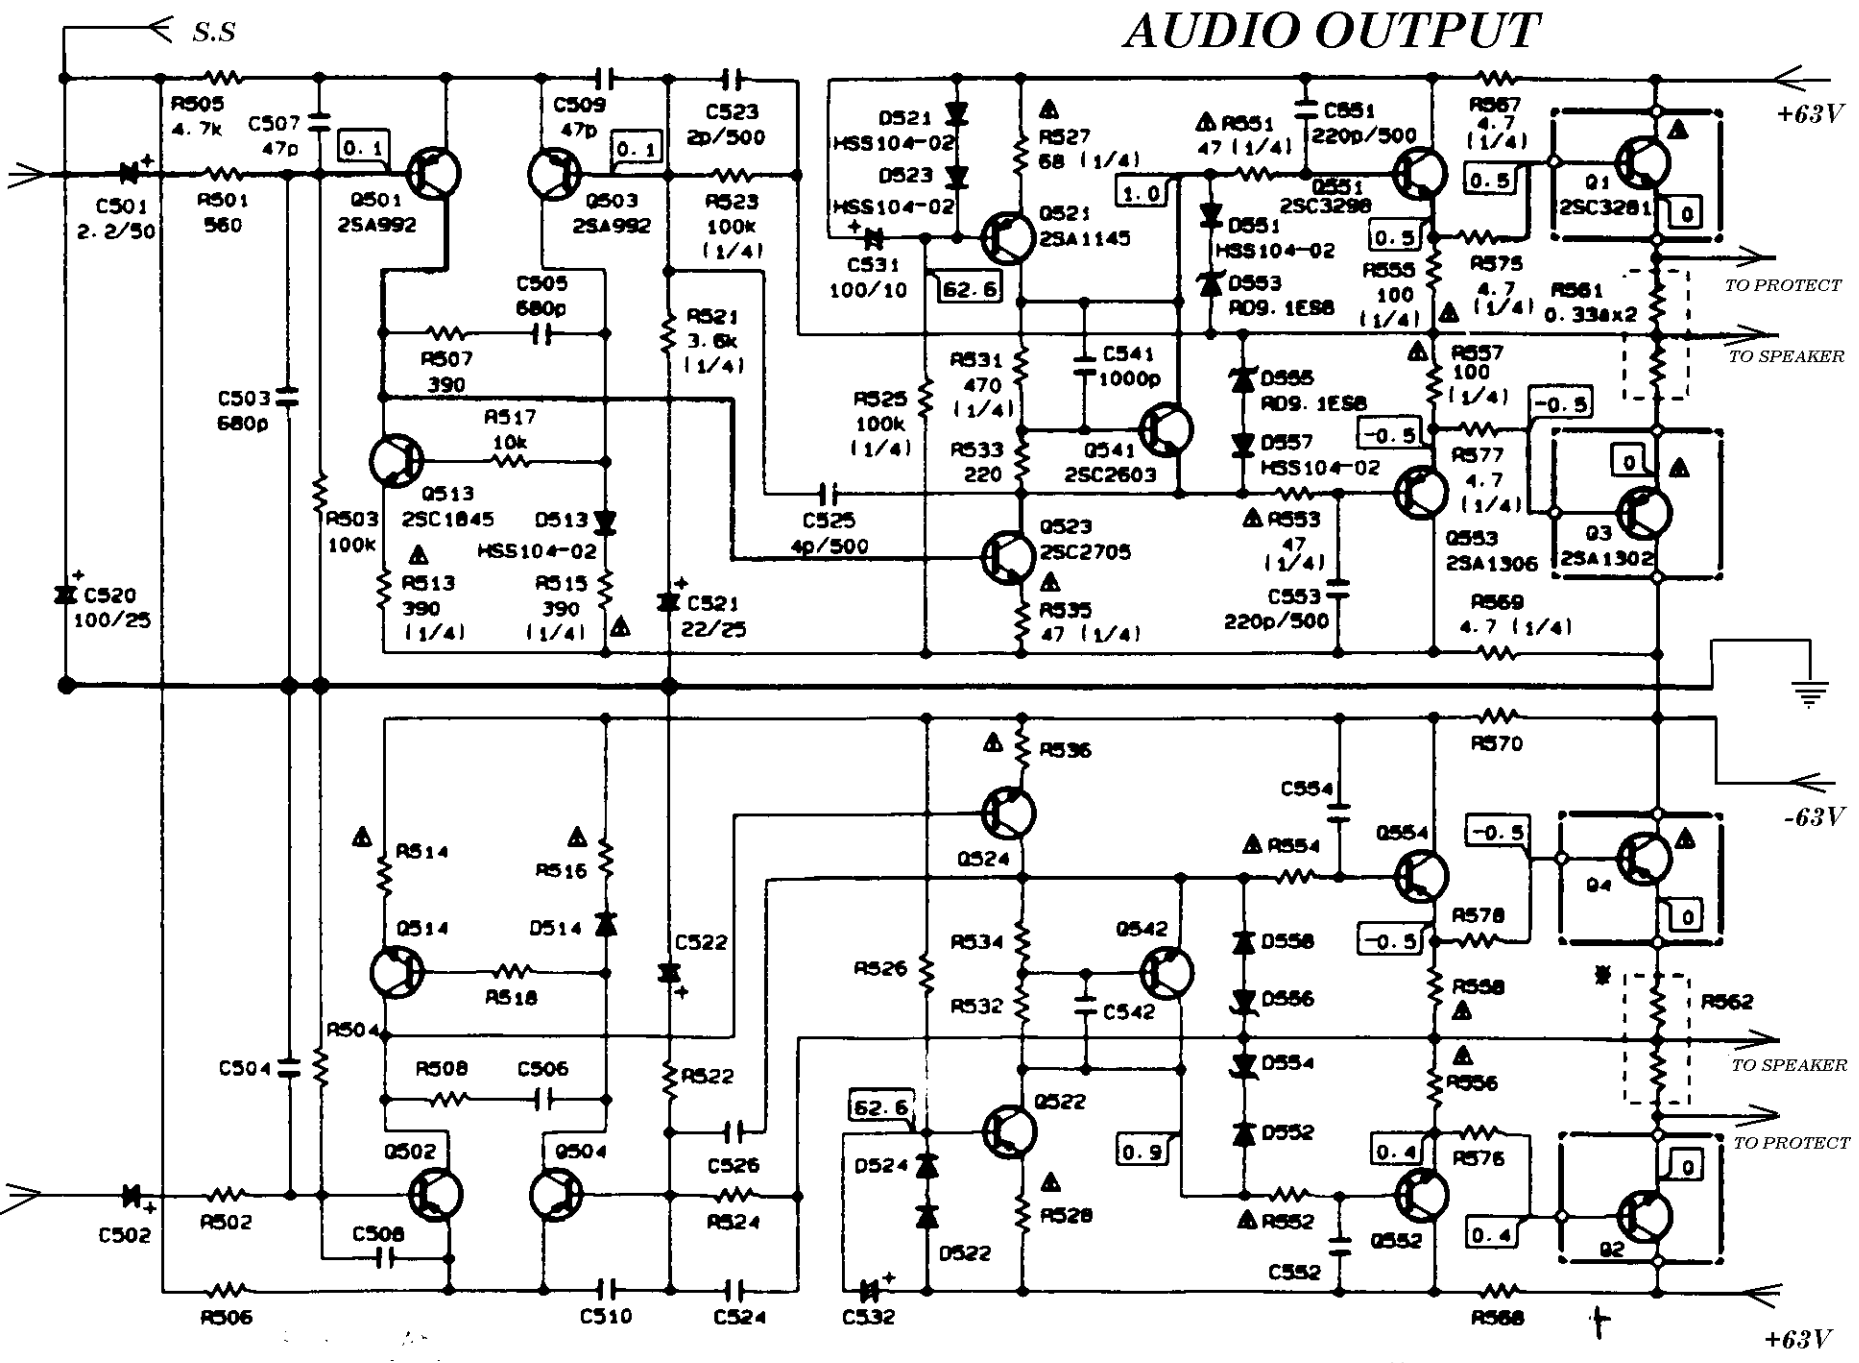 AUDIO OUTPUT
S.S
R505
4.7k
C507
47p
0.1
C509
47p
0.1
C523
2p/500
D521
HSS104-02
D523
HSS104-02
R527
68 (1/4)
R551
47 (1/4)
C551
220p/500
R567
4.7
(1/4)
+63V
C501
2.2/50
R501
560
Q501
2SA992
Q503
2SA992
R523
100k
(1/4)
C531
100/10
62.6
Q521
2SA1145
1.0
D551
HSS104-02
D553
RD9.1ESB
Q551
2SC3298
0.5
0.5
Q1
2SC3281
0
R555
100
(1/4)
R575
4.7
(1/4)
R561
0.33Ωx2
TO PROTECT
TO SPEAKER
C505
680p
R507
390
R521
3.6k
(1/4)
R531
470
(1/4)
C541
1000p
R557
100
(1/4)
D555
RD9.1ESB
D557
HSS104-02
-0.5
-0.5
C503
680p
R517
10k
R525
100k
(1/4)
R533
220
Q541
2SC2603
R577
4.7
(1/4)
0
Q513
2SC1845
D513
HSS104-02
R503
100k
C525
4p/500
Q523
2SC2705
R553
47
(1/4)
Q553
2SA1306
Q3
2SA1302
C520
100/25
R513
390
(1/4)
R515
390
(1/4)
C521
22/25
R535
47 (1/4)
C553
220p/500
R569
4.7 (1/4)
R536
R570
-63V
R514
R516
Q524
C554
R554
Q554
-0.5
Q4
0
Q514
D514
C522
R534
Q542
D558
-0.5
R578
R518
R526
R532
C542
D556
R558
R562
R504
C504
R508
C506
R522
D554
R556
TO SPEAKER
62.6
Q522
0.9
D552
0.4
R576
TO PROTECT
Q502
Q504
C526
D524
0
C502
R502
C508
R524
D522
R528
R552
C552
Q552
0.4
Q2
R506
C510
C524
C532
R568
+63V